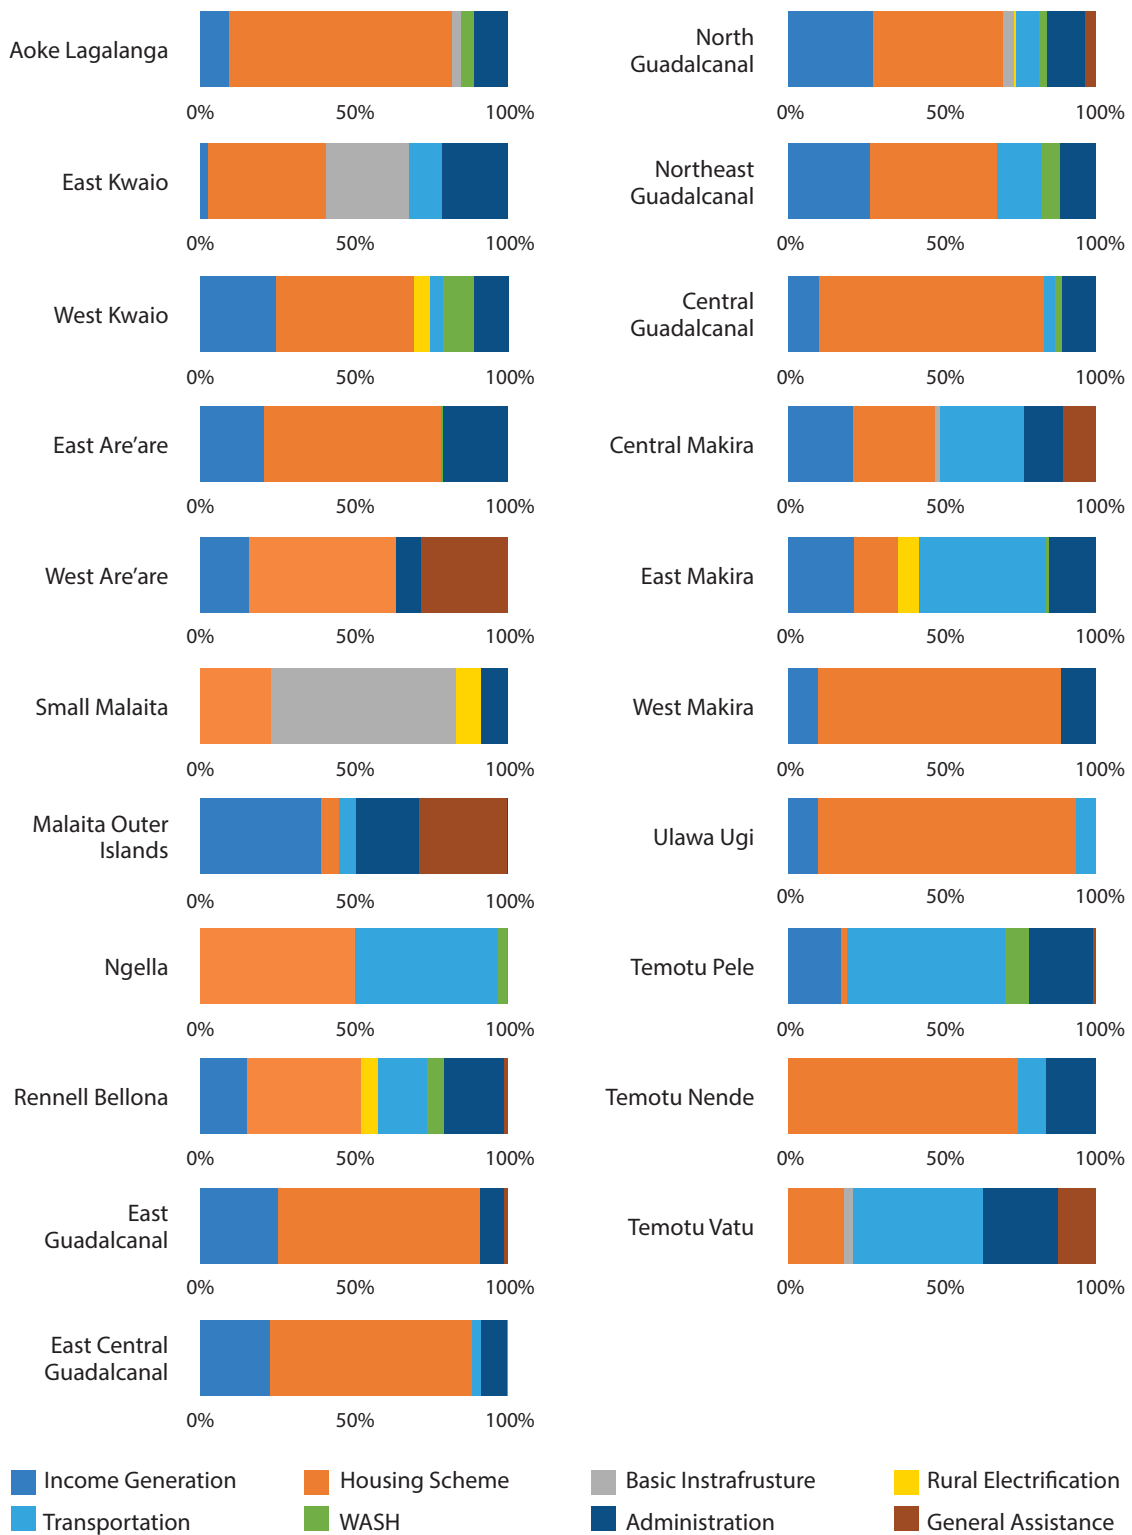 Aoke Lagalanga
0% 50% 100%
East Kwaio
0% 50% 100%
West Kwaio
0% 50% 100%
East Are’are
0% 50% 100%
West Are’are
0% 50% 100%
Small Malaita
0% 50% 100%
Malaita Outer
Islands
0% 50% 100%
Ngella
0% 50% 100%
Rennell Bellona
0% 50% 100%
East
Guadalcanal
0% 50% 100%
East Central
Guadalcanal
0% 50% 100%
North
Guadalcanal
0% 50% 100%
Northeast
Guadalcanal
0% 50% 100%
Central
Guadalcanal
0% 50% 100%
Central Makira
0% 50% 100%
East Makira
0% 50% 100%
West Makira
0% 50% 100%
Ulawa Ugi
0% 50% 100%
Temotu Pele
0% 50% 100%
Temotu Nende
0% 50% 100%
Temotu Vatu
0% 50% 100%
Income Generation Housing Scheme Basic Instrafrusture Rural Electrification
Transportation WASH Administration General Assistance